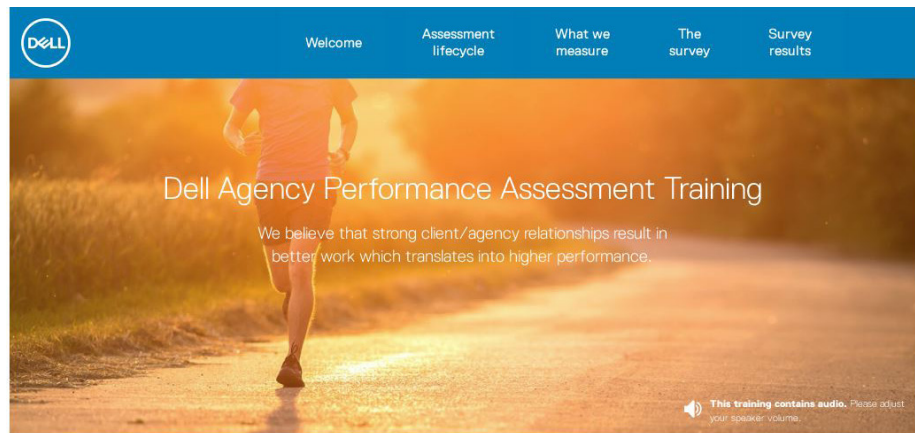 DELL
Welcome
Assessment
lifecycle
What we
measure
The
survey
Survey
results
Dell Agency Performance Assessment Training
We believe that strong client/agency relationships result in
better work which translates into higher performance.
This training contains audio. Please adjust
your speaker volume.